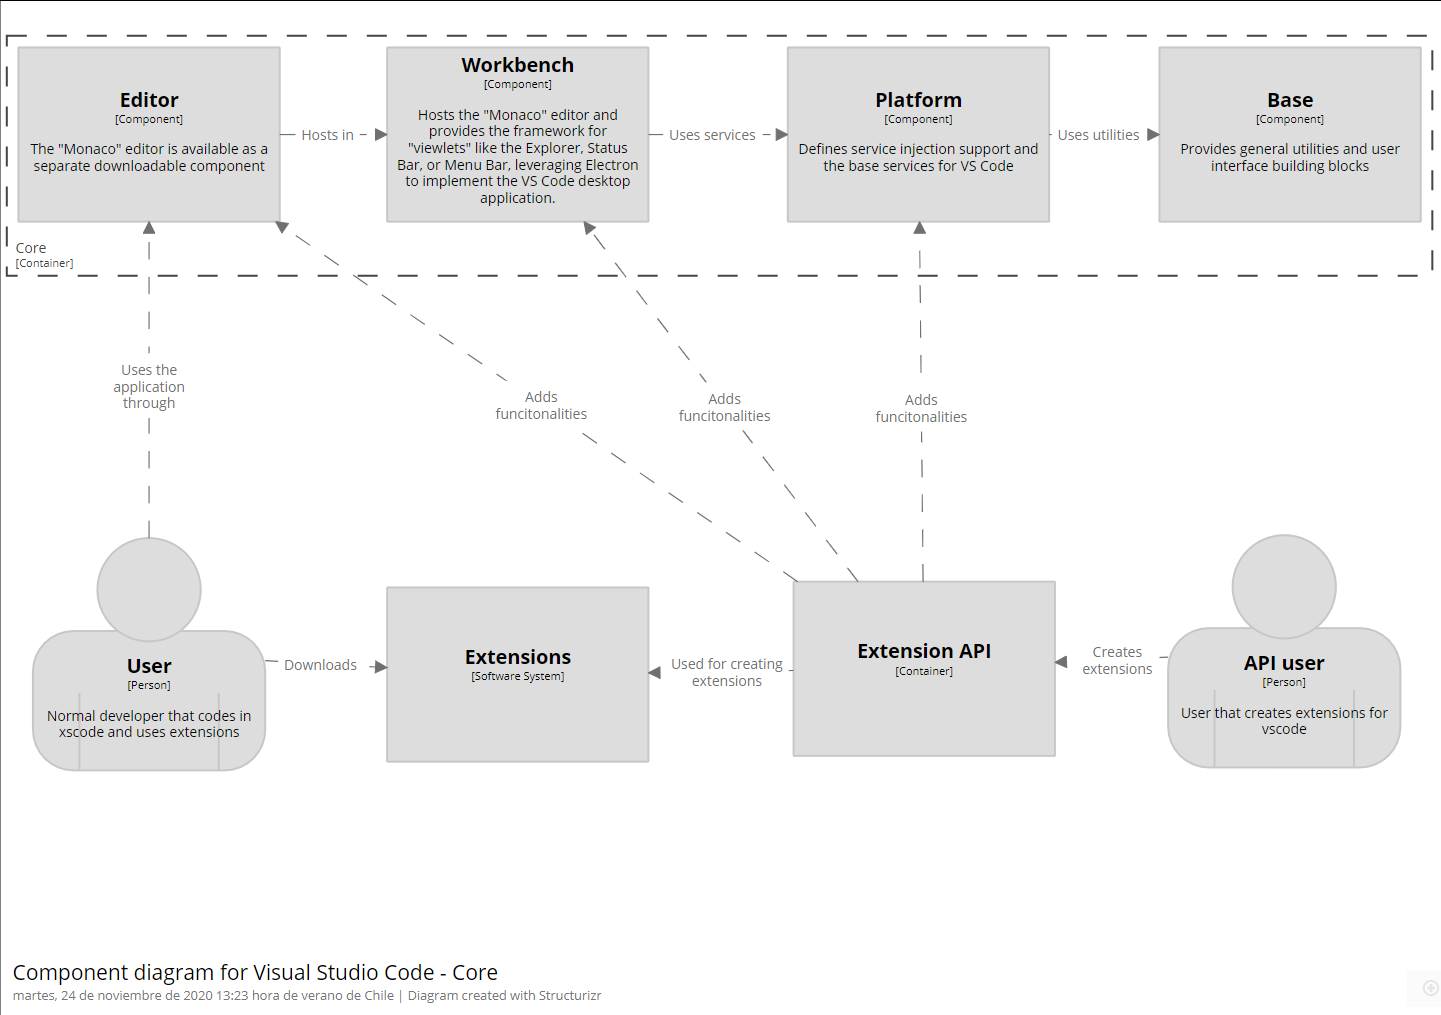 Editor
[Component]
The "Monaco" editor is available as a
separate downloadable component
Hosts in
Workbench
[Component]
Hosts the "Monaco" editor and
provides the framework for
"viewlets" like the Explorer, Status
Bar, or Menu Bar, leveraging Electron
to implement the VS Code desktop
application.
Uses services
Platform
[Component]
Defines service injection support and
the base services for VS Code
Uses utilities
Base
[Component]
Provides general utilities and user
interface building blocks
Core
[Container]
Uses the
application
through
Adds
funcitonalities
Adds
funcitonalities
Adds
funcitonalities
User
[Person]
Normal developer that codes in
xscode and uses extensions
Downloads
Extensions
[Software System]
Used for creating
extensions
Extension API
[Container]
Creates
extensions
API user
[Person]
User that creates extensions for
vscode
Component diagram for Visual Studio Code - Core
martes, 24 de noviembre de 2020 13:23 hora de verano de Chile | Diagram created with Structurizr